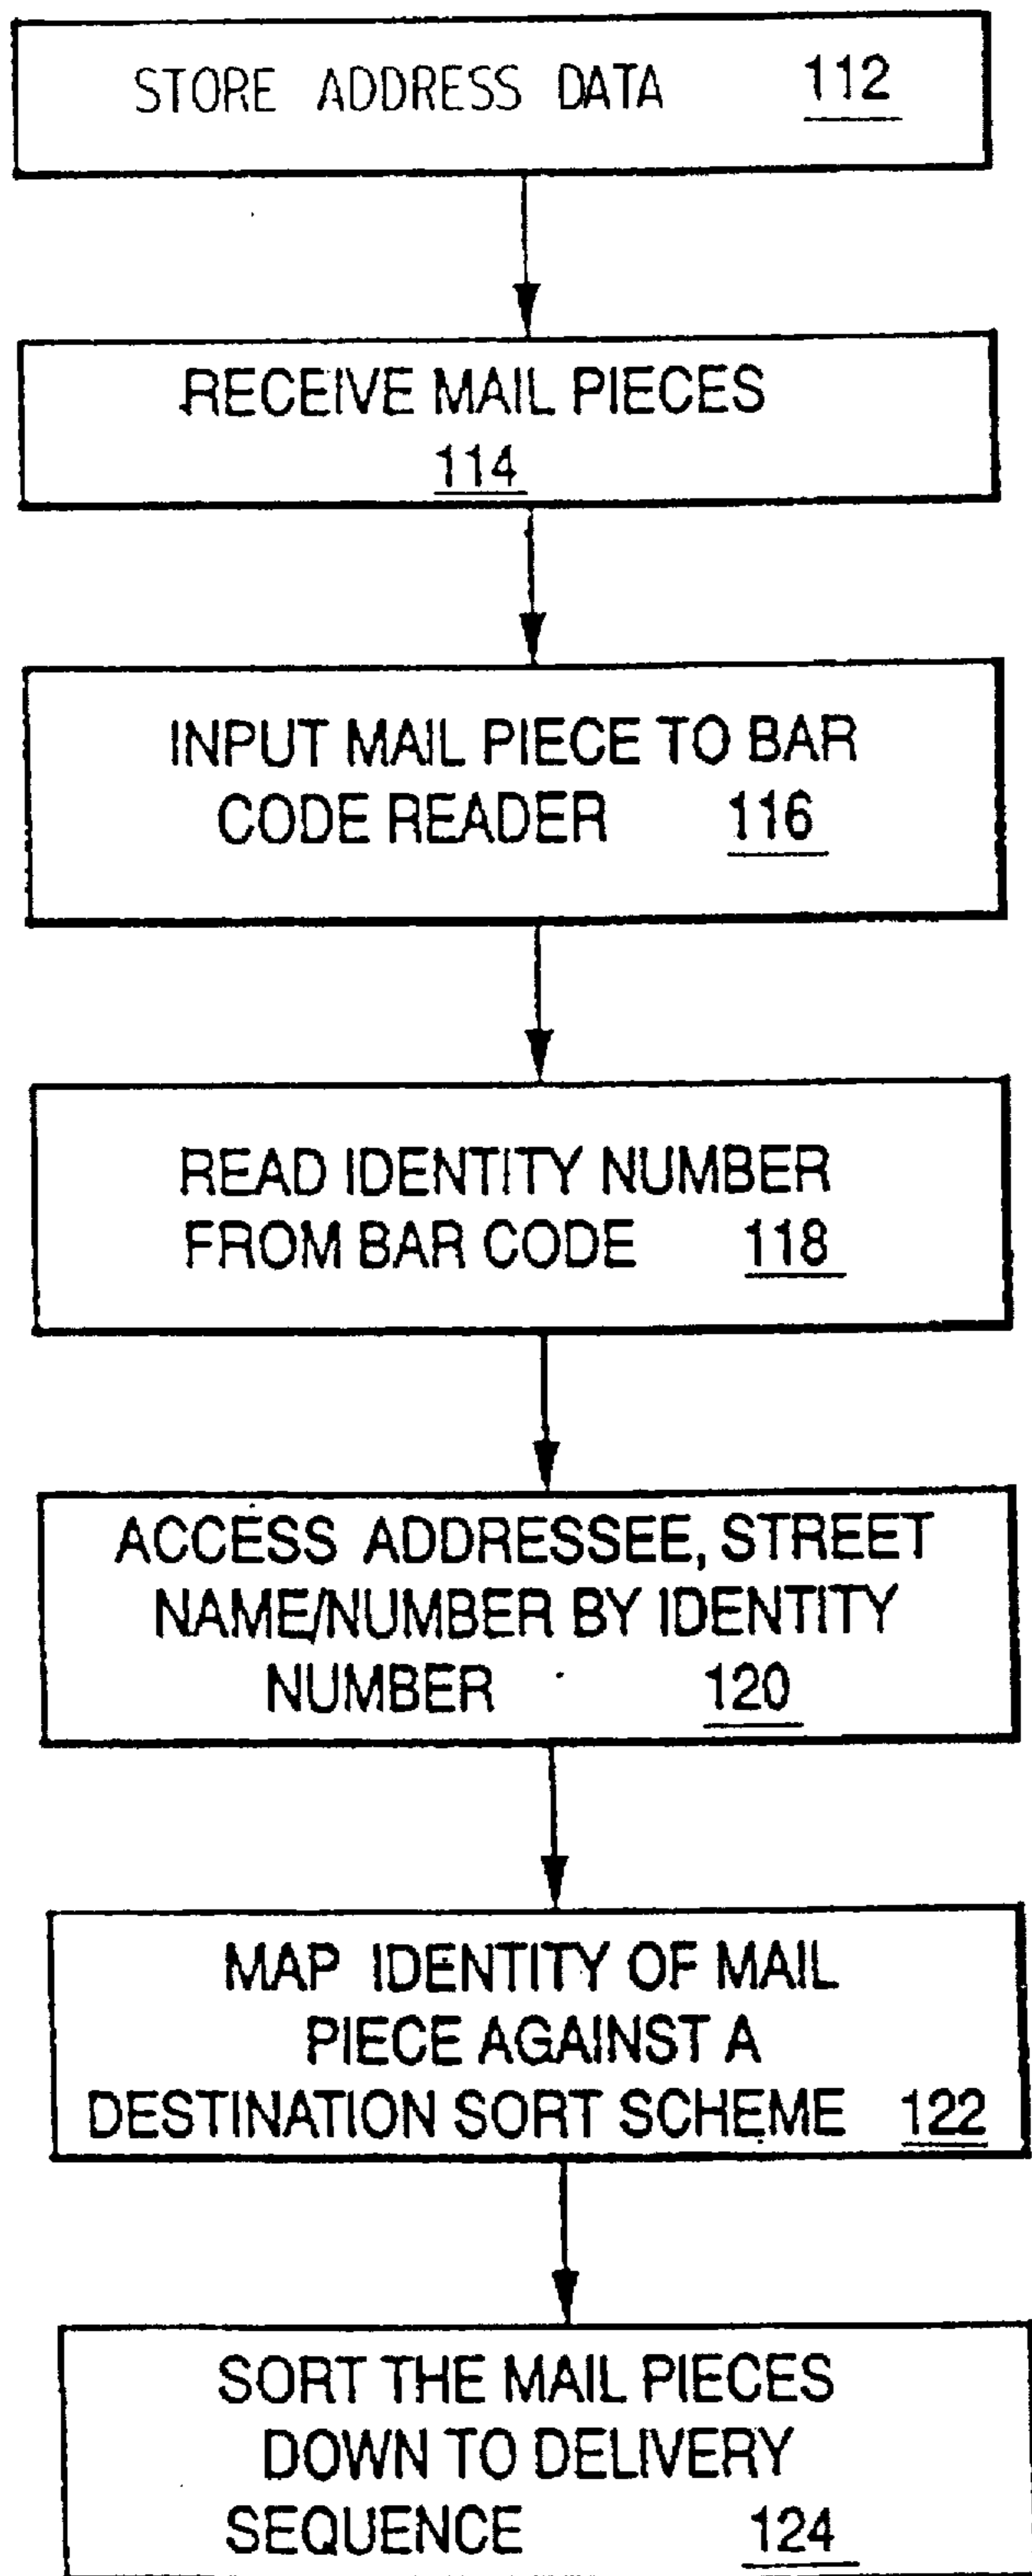 STORE ADDRESS DATA 112
RECEIVE MAIL PIECES
114
INPUT MAIL PIECE TO BAR
CODE READER 116
READ IDENTITY NUMBER
FROM BAR CODE 118
ACCESS ADDRESSEE, STREET
NAME/NUMBER BY IDENTITY
NUMBER 120
MAP IDENTITY OF MAIL
PIECE AGAINST A
DESTINATION SORT SCHEME 122
SORT THE MAIL PIECES
DOWN TO DELIVERY
SEQUENCE 124